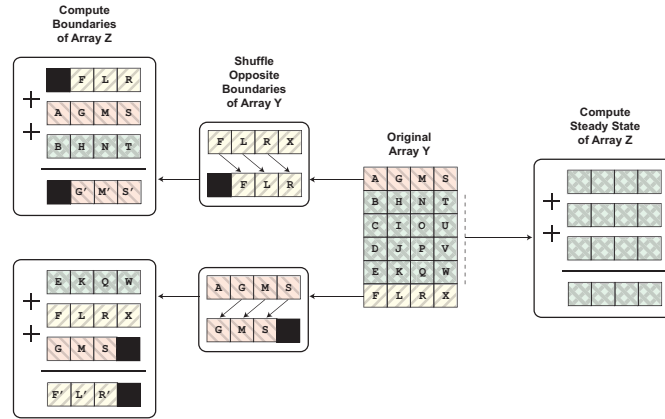 Compute
Boundaries
of Array Z
F L R
+
A G M S
+
B H N T
G' M' S'
Shuffle
Opposite
Boundaries
of Array Y
F L R X
F L R
Original
Array Y
A G M S
B H N T
C I O U
D J P V
E K Q W
F L R X
Compute
Steady State
of Array Z
+
+
E K Q W
+
F L R X
+
G M S
F' L' R'
A G M S
G M S